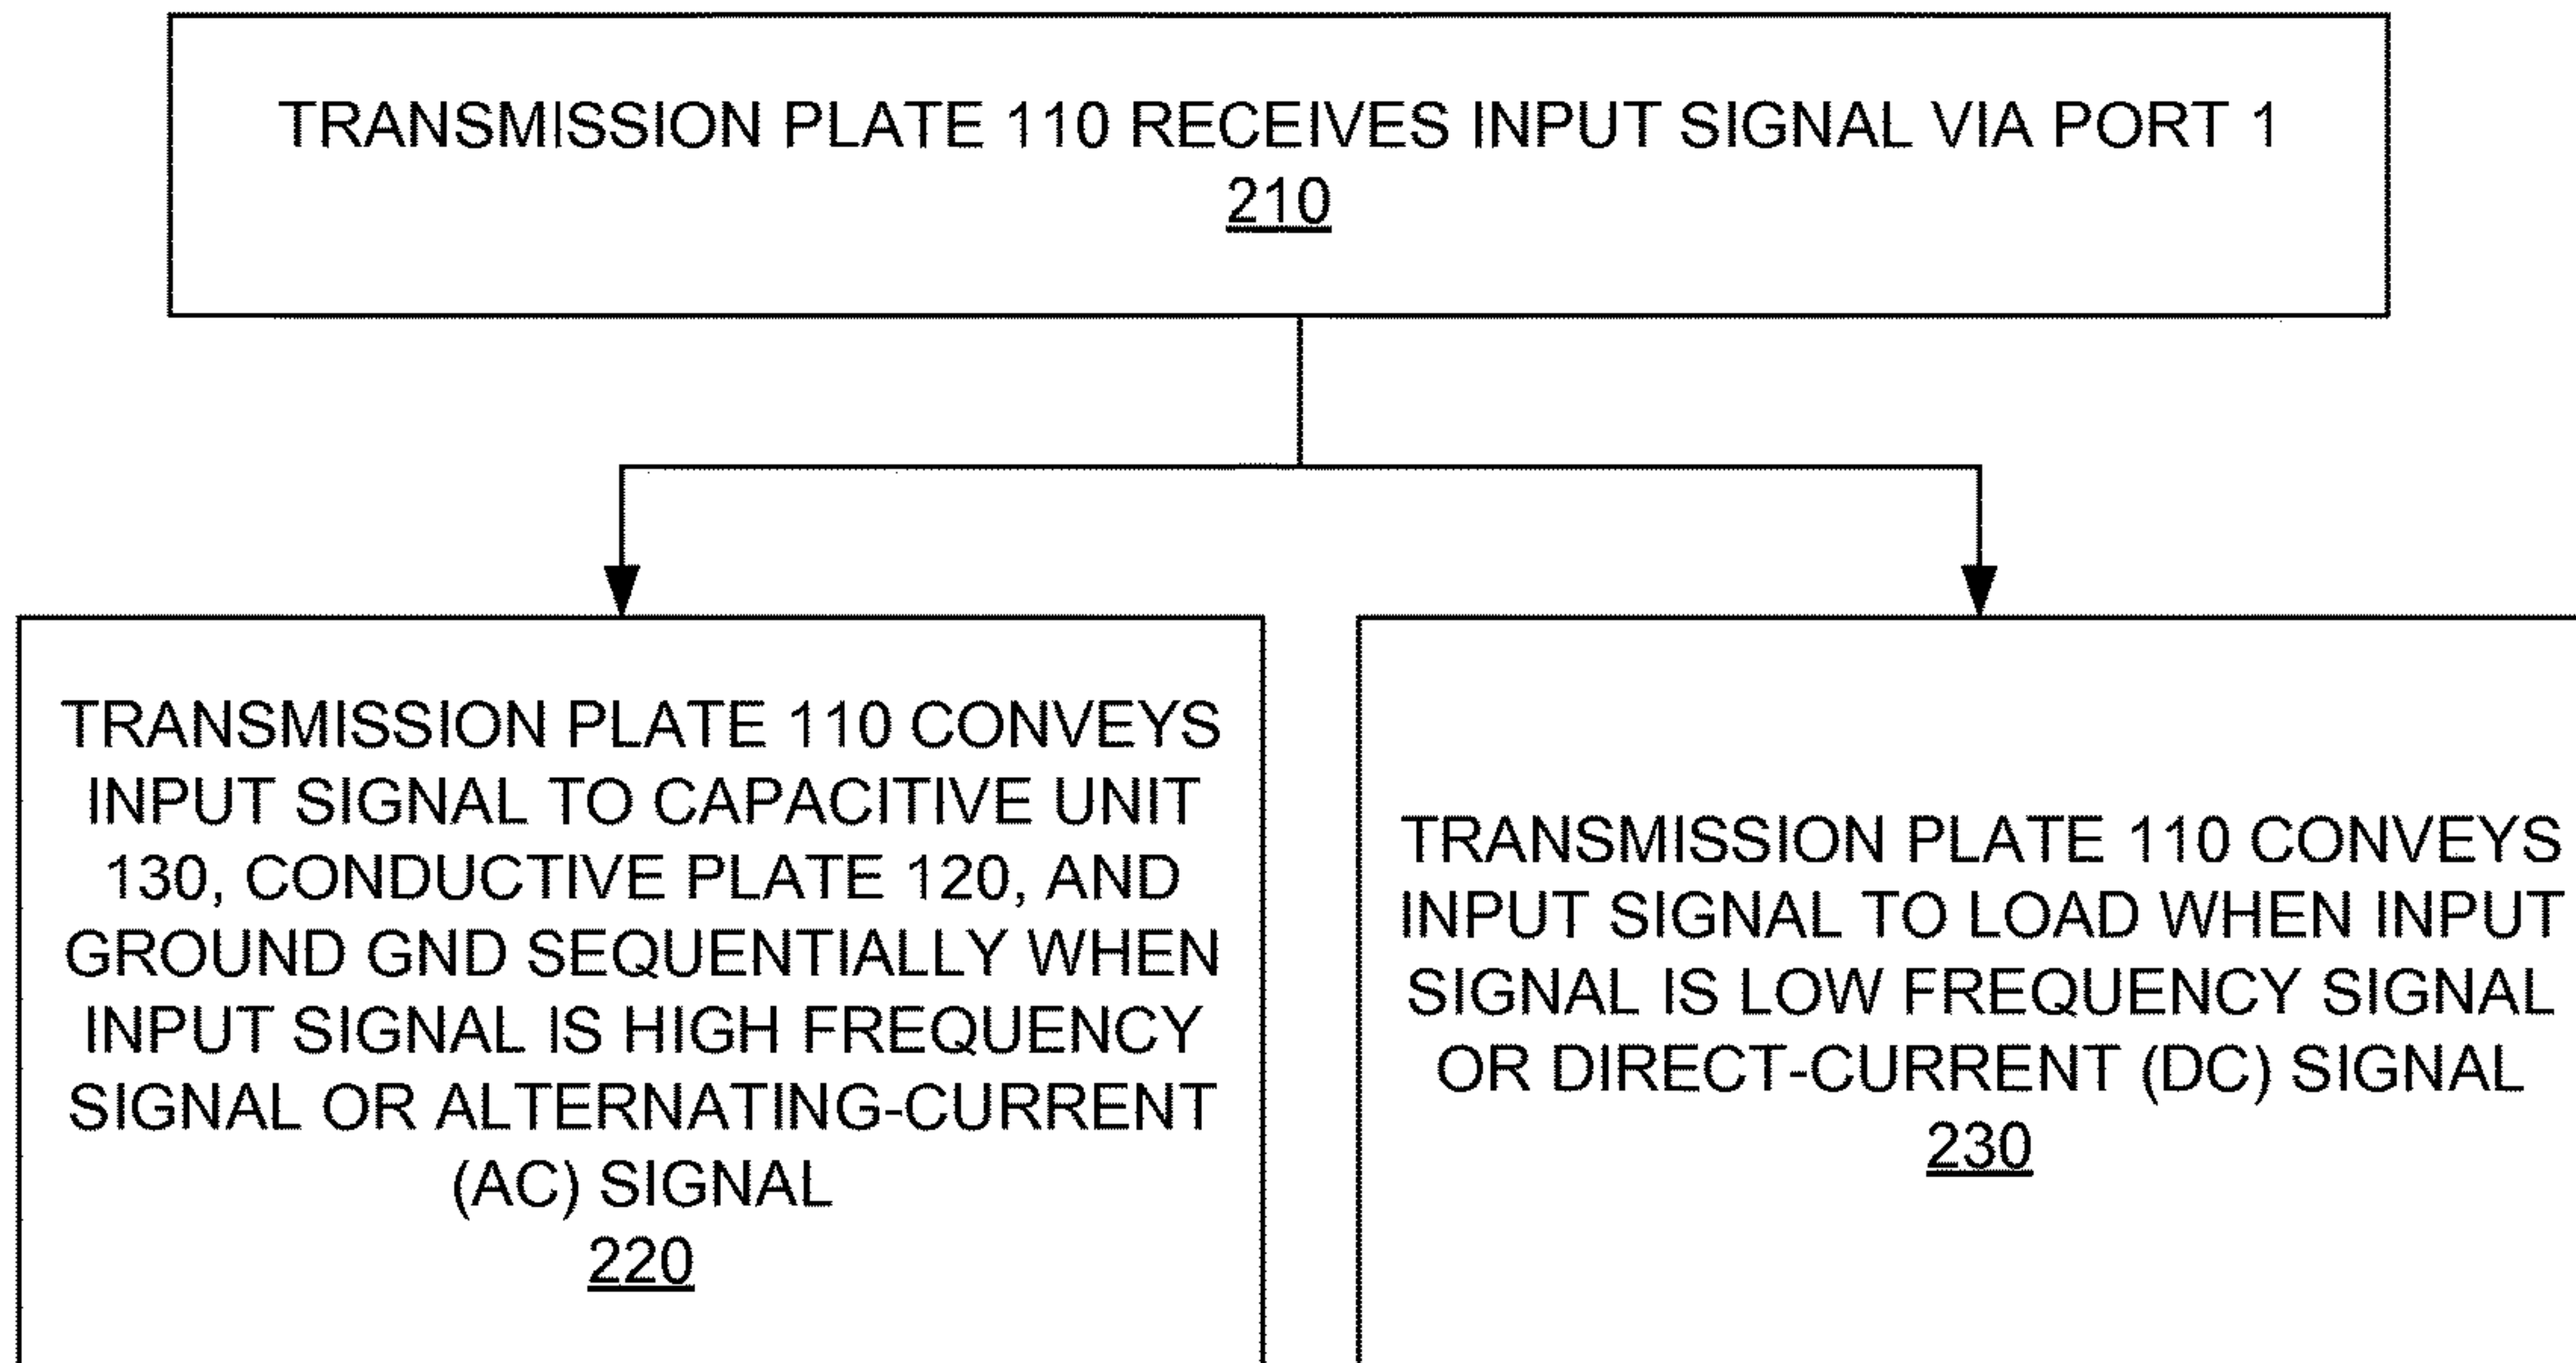 TRANSMISSION PLATE 110 RECEIVES INPUT SIGNAL VIA PORT 1
210
TRANSMISSION PLATE 110 CONVEYS
INPUT SIGNAL TO CAPACITIVE UNIT
130, CONDUCTIVE PLATE 120, AND
GROUND GND SEQUENTIALLY WHEN
INPUT SIGNAL IS HIGH FREQUENCY
SIGNAL OR ALTERNATING-CURRENT
(AC) SIGNAL
220
TRANSMISSION PLATE 110 CONVEYS
INPUT SIGNAL TO LOAD WHEN INPUT
SIGNAL IS LOW FREQUENCY SIGNAL
OR DIRECT-CURRENT (DC) SIGNAL
230